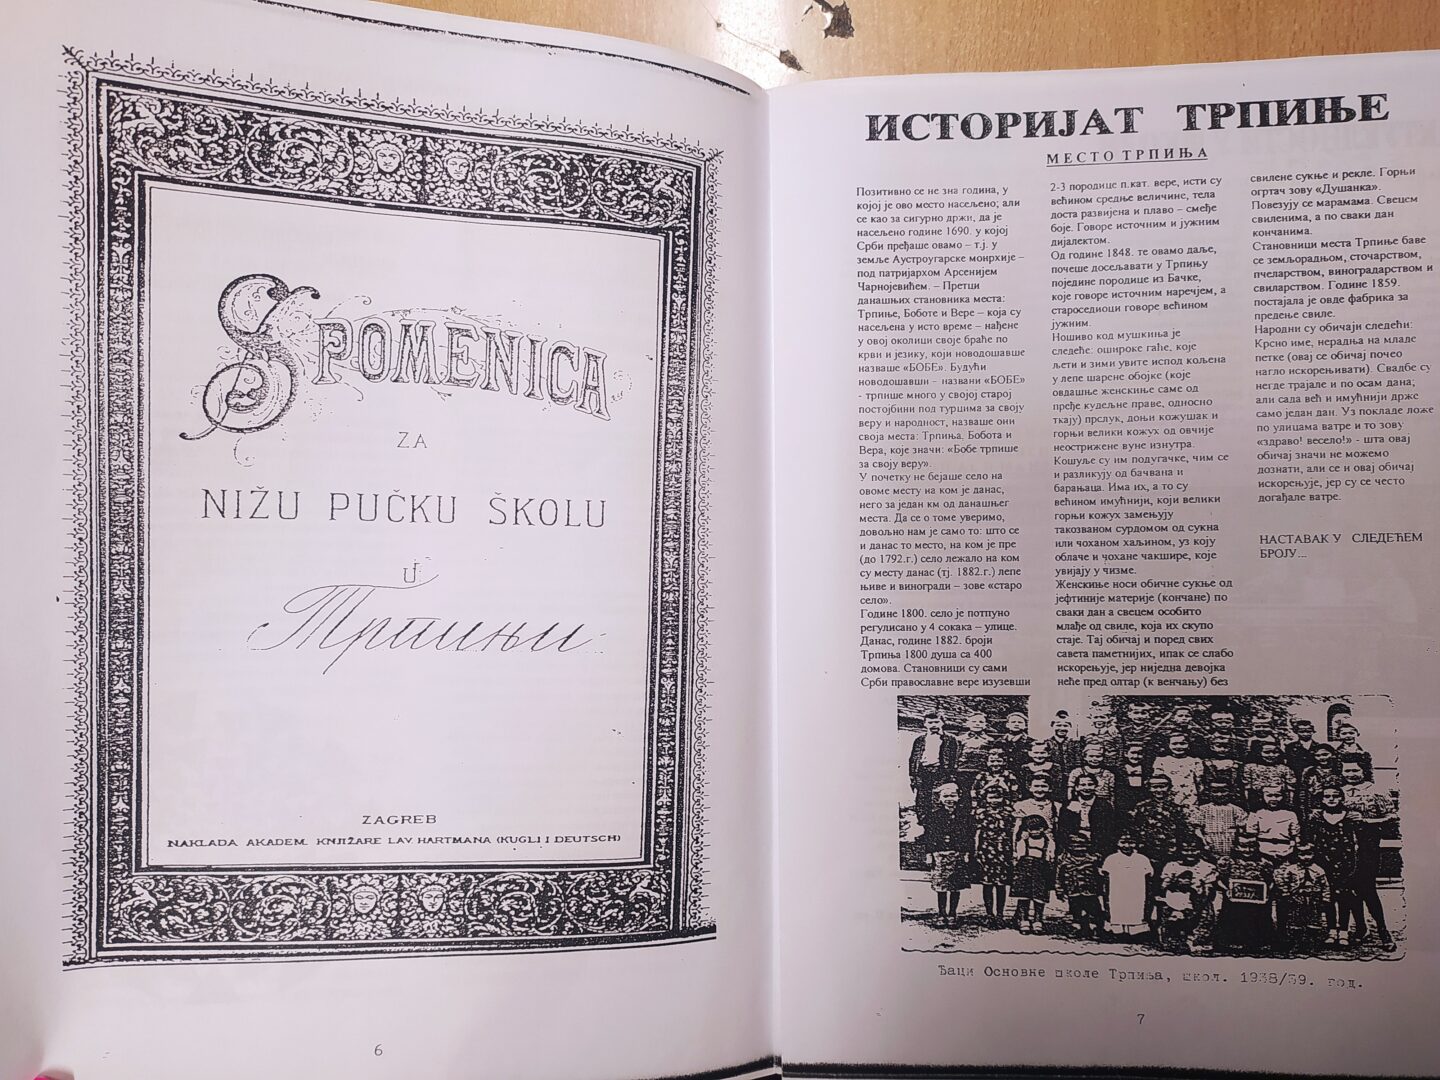 SPOMENICA
ZA
NIŽU PUČKU ŠKOLU
U
Трпињи
ZAGREB
NAKLADA AKADEM. KNJIŽARE LAV HARTMANA (KUGLI I DEUTSCH)
6
ИСТОРИЈАТ ТРПИЊЕ
МЕСТО ТРПИЊА
Позитивно се не зна година, у
којој је ово место насељено; али
се као за сигурно држи, да је
насељено године 1690. у којој
Срби пређаше овамо – т.ј. у
земље Аустроугарске монрхије –
под патријархом Арсенијем
Чарнојевићем. – Претци
данашњих становника места:
Трпиње, Боботе и Вере – која су
насељена у исто време – нађене
у овој околици своје браће по
крви и језику, који новодошавше
назваше «БОБЕ». Будући
новодошавши - названи «БОБЕ»
- трпише много у својој старој
постојбини под турцима за своју
веру и народност, назваше они
своја места: Трпиња, Бобота и
Вера, које значи: «Бобе трпише
за своју веру».
У почетку не бејаше село на
овоме месту на ком је данас,
него за један км од данашњег
места. Да се о томе уверимо,
довољно нам је само то: што се
и данас то место, на ком је пре
(до 1792.г.) село лежало на ком
су месту данас (тј. 1882.г.) лепе
њиве и виногради – зове «старо
село».
Године 1800. село је потпуно
регулисано у 4 сокака – улице.
Данас, године 1882. броји
Трпиња 1800 душа са 400
домова. Становници су сами
Срби православне вере изузевши
2-3 породице п.кат. вере, исти су
већином средње величине, тела
доста развијена и плаво – смеђе
боје. Говоре источним и јужним
дијалектом.
Од године 1848. те овамо даље,
почеше досељавати у Трпињу
поједине породице из Бачке,
које говоре источним наречјем, а
староседиоци говоре већином
јужним.
Ношиво код мушкиња је
следеће: ошироке гаће, које
љети и зими увите испод кољена
у лепе шарене обојке (које
овдашње женскиње саме од
пређе кудељне праве, односно
ткају) прслук, доњи кожушак и
горњи велики кожух од овчије
неострижене вуне изнутра.
Кошуље су им подугачке, чим се
и разликују од бачвана и
барањаца. Има их, а то су
већином имућнији, који велики
горњи кожух замењују
такозваном сурдомом од сукна
или чоханом хаљином, уз коју
облаче и чохане чакшире, које
увијају у чизме.
Женскиње носи обичне сукње од
јефтиније материје (кончане) по
сваки дан а свецем особито
млађе од свиле, која их скупо
стаје. Тај обичај и поред свих
савета паметнијих, ипак се слабо
искорењује, јер ниједна девојка
неће пред олтар (к венчању) без
свилене сукње и рекле. Горњи
огртач зову «Душанка».
Повезују се марамама. Свецем
свиленима, а по сваки дан
кончанима.
Становници места Трпиње баве
се земљорадњом, сточарством,
пчеларством, виноградарством и
свиларством. Године 1859.
постајала је овде фабрика за
предење свиле.
Народни су обичаји следећи:
Крсно име, нерадња на младе
петке (овај се обичај почео
нагло искорењивати). Свадбе су
негде трајале и по осам дана;
али сада већ и имућнији држе
само један дан. Уз покладе ложе
по улицама ватре и то зову
«здраво! весело!» - шта овај
обичај значи не можемо
дознати, али се и овај обичај
искорењује, јер су се често
догађале ватре.
НАСТАВАК У СЛЕДЕЋЕМ
БРОЈУ...
Ђаци Основне школе Трпиња, школ. 1938/39. год.
7